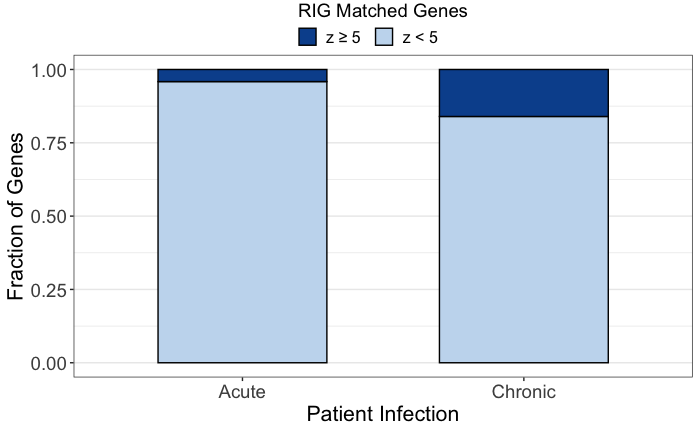 RIG Matched Genes
z ≥ 5 z < 5
Fraction of Genes
1.00
0.75
0.50
0.25
0.00
Acute Chronic
Patient Infection